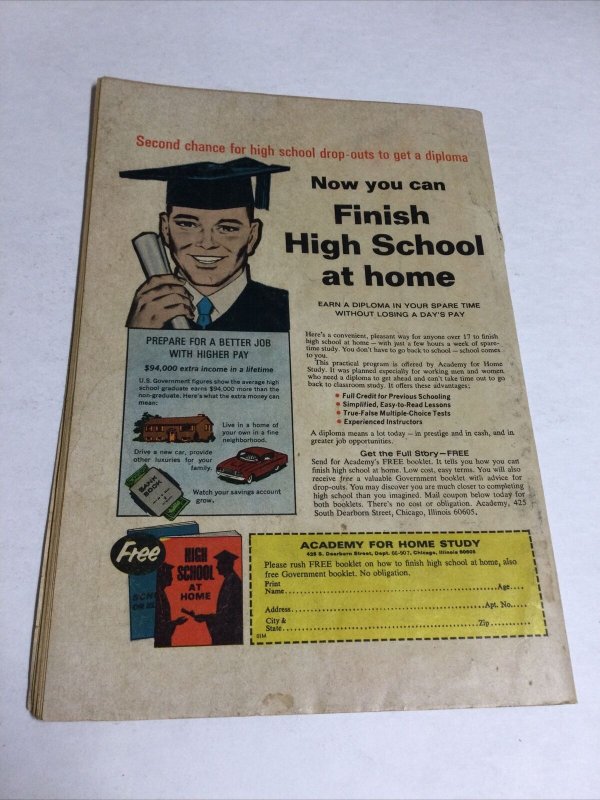 Second chance for high school drop-outs to get a diploma
Now you can
Finish
High School
at home
EARN A DIPLOMA IN YOUR SPARE TIME
WITHOUT LOSING A DAY'S PAY
Here's a convenient, pleasant way for anyone over 17 to finish
high school at home — with just a few hours a week of spare-
time study. You don't have to go back to school — school comes
to you.
This practical program is offered by Academy for Home
Study. It was planned especially for working men and women
who need a diploma to get ahead and can't take time out to go
back to classroom study. It offers these advantages:
• Full Credit for Previous Schooling
• Simplified, Easy-to-Read Lessons
• True-False Multiple-Choice Tests
• Experienced Instructors
A diploma means a lot today — in prestige and in cash, and in
greater job opportunities.
Get the Full Story—FREE
Send for Academy's FREE booklet. It tells you how you can
finish high school at home. Low cost, easy terms. You will also
receive free a valuable Government booklet with advice for
drop-outs. You may discover you are much closer to completing
high school than you imagined. Mail coupon below today for
both booklets. There's no cost or obligation. Academy, 425
South Dearborn Street, Chicago, Illinois 60605.
PREPARE FOR A BETTER JOB
WITH HIGHER PAY
$94,000 extra income in a lifetime
U.S. Government figures show the average high
school graduate earns $94,000 more than the
non-graduate. Here's what the extra money can
mean:
Live in a home of
your own in a fine
neighborhood.
Drive a new car, provide
other luxuries for your
family.
BANK
BOOK
Watch your savings account
grow.
Free
HIGH
SCHOOL
AT
HOME
ACADEMY FOR HOME STUDY
425 S. Dearborn Street, Dept. Chicago, Illinois 60605
Please rush FREE booklet on how to finish high school at home, also
free Government booklet. No obligation.
Print
Name Age
Address Apt. No.
City &
State Zip